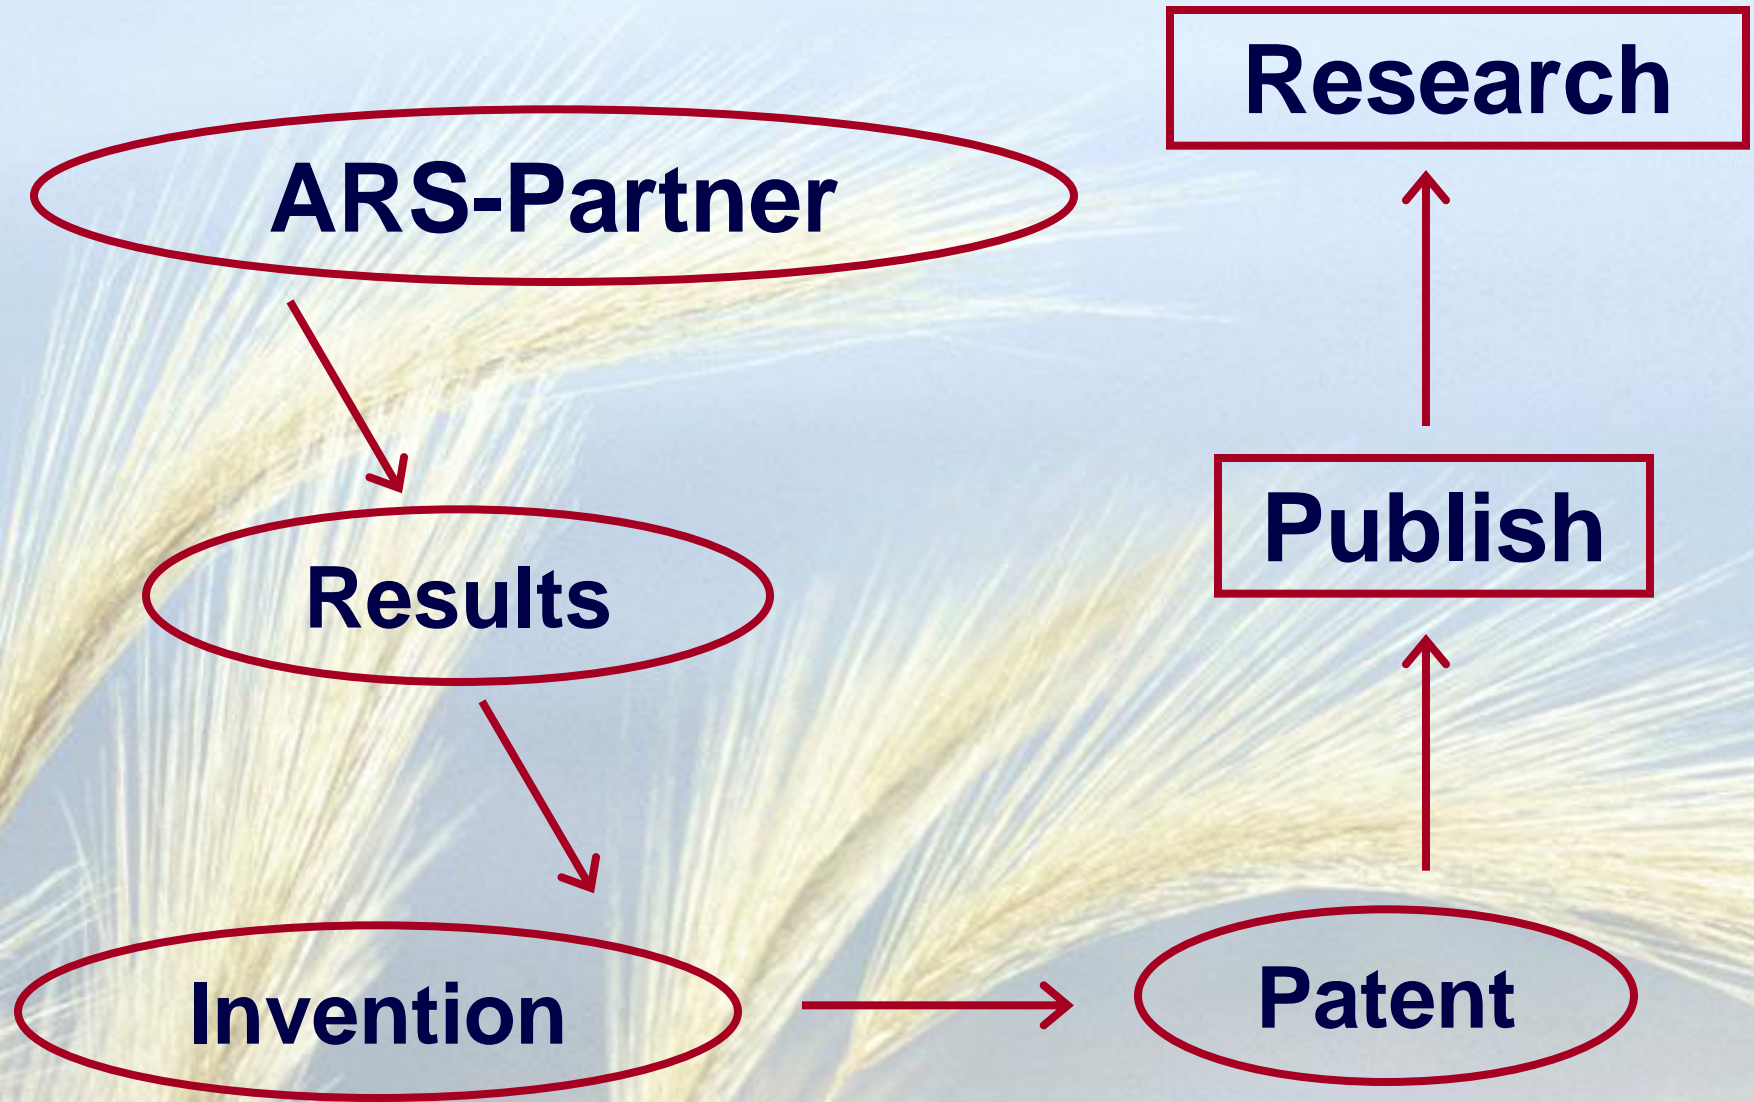 Research
ARS-Partner
Results
Publish
Invention
Patent